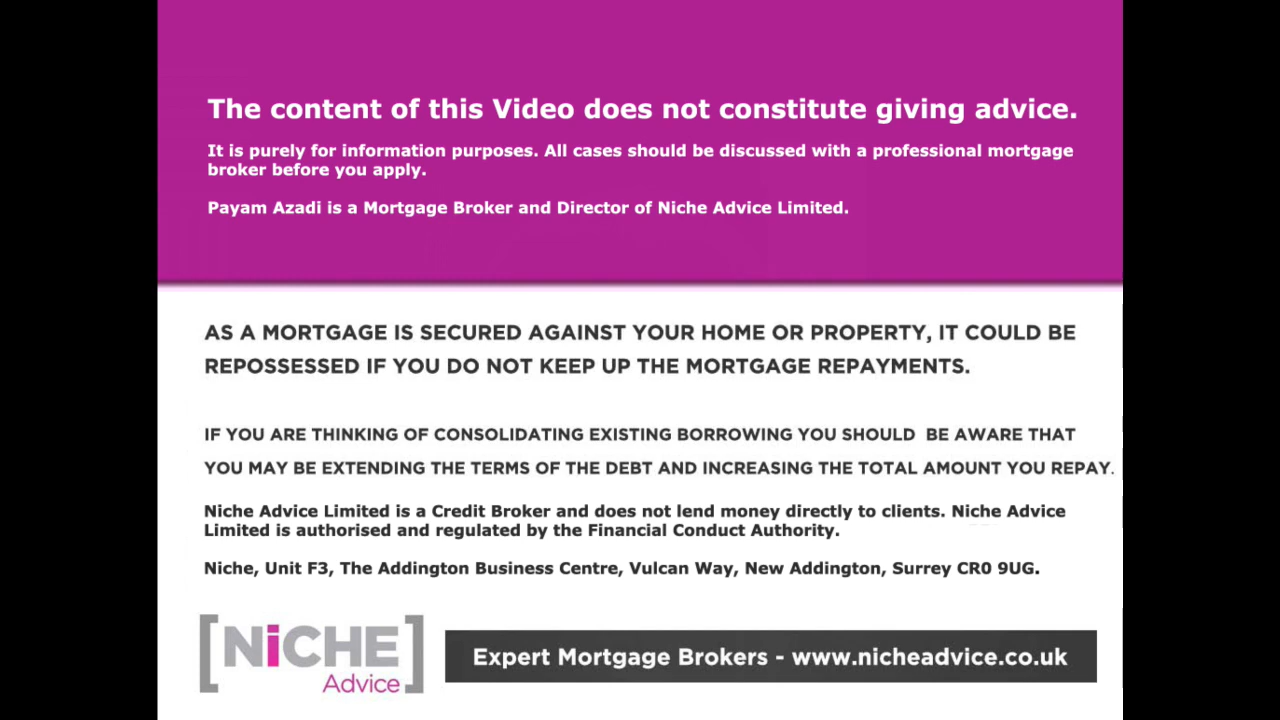 The content of this Video does not constitute giving advice.
It is purely for information purposes. All cases should be discussed with a professional mortgage
broker before you apply.
Payam Azadi is a Mortgage Broker and Director of Niche Advice Limited.
AS A MORTGAGE IS SECURED AGAINST YOUR HOME OR PROPERTY, IT COULD BE
REPOSSESSED IF YOU DO NOT KEEP UP THE MORTGAGE REPAYMENTS.
IF YOU ARE THINKING OF CONSOLIDATING EXISTING BORROWING YOU SHOULD BE AWARE THAT
YOU MAY BE EXTENDING THE TERMS OF THE DEBT AND INCREASING THE TOTAL AMOUNT YOU REPAY.
Niche Advice Limited is a Credit Broker and does not lend money directly to clients. Niche Advice
Limited is authorised and regulated by the Financial Conduct Authority.
Niche, Unit F3, The Addington Business Centre, Vulcan Way, New Addington, Surrey CR0 9UG.
[NiCHE]
Advice
Expert Mortgage Brokers - www.nicheadvice.co.uk